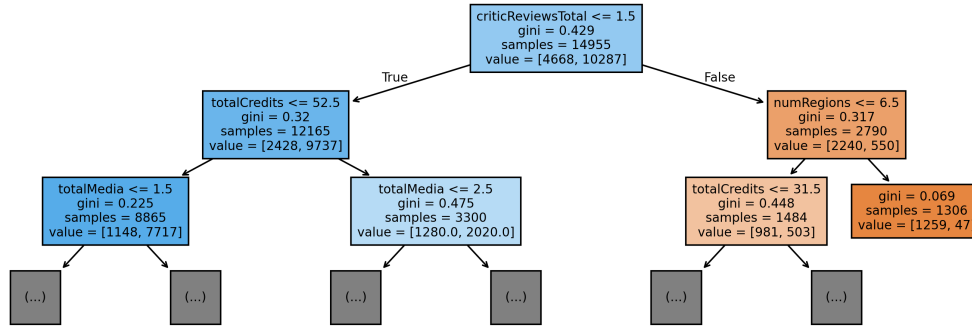 criticReviewsTotal <= 1.5
gini = 0.429
samples = 14955
value = [4668, 10287]
True
False
totalCredits <= 52.5
gini = 0.32
samples = 12165
value = [2428, 9737]
numRegions <= 6.5
gini = 0.317
samples = 2790
value = [2240, 550]
totalMedia <= 1.5
gini = 0.225
samples = 8865
value = [1148, 7717]
totalMedia <= 2.5
gini = 0.475
samples = 3300
value = [1280.0, 2020.0]
totalCredits <= 31.5
gini = 0.448
samples = 1484
value = [981, 503]
gini = 0.069
samples = 1306
value = [1259, 47
(...)
(...)
(...)
(...)
(...)
(...)